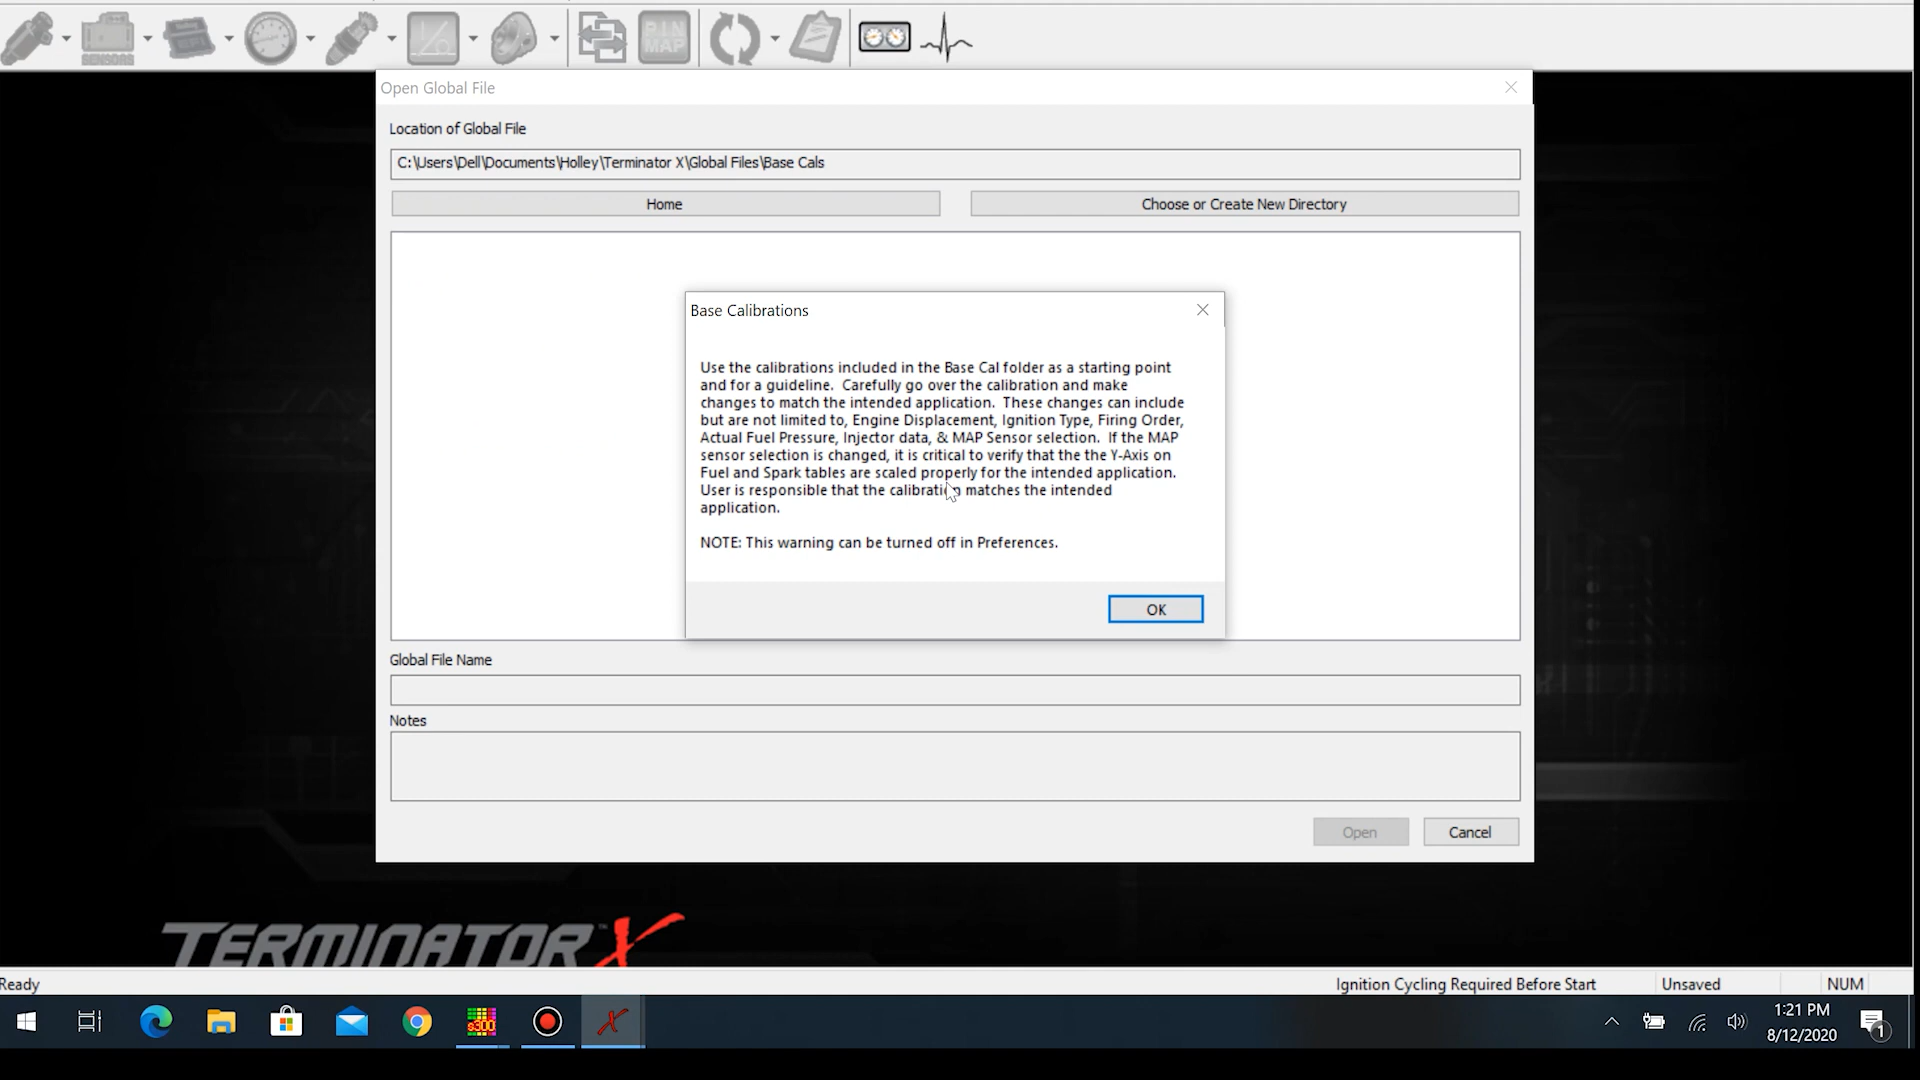 SENSORS
EFI
PIN
MAP
Open Global File
Location of Global File
C:\Users\Dell\Documents\Holley\Terminator X\Global Files\Base Cals
Home
Choose or Create New Directory
Base Calibrations
Use the calibrations included in the Base Cal folder as a starting point
and for a guideline. Carefully go over the calibration and make
changes to match the intended application. These changes can include
but are not limited to, Engine Displacement, Ignition Type, Firing Order,
Actual Fuel Pressure, Injector data, & MAP Sensor selection. If the MAP
sensor selection is changed, it is critical to verify that the the Y-Axis on
Fuel and Spark tables are scaled properly for the intended application.
User is responsible that the calibration matches the intended
application.
NOTE: This warning can be turned off in Preferences.
OK
Global File Name
Notes
Open
Cancel
TERMINATOR X
Ready
Ignition Cycling Required Before Start
Unsaved
NUM
s300
1:21 PM
8/12/2020
1